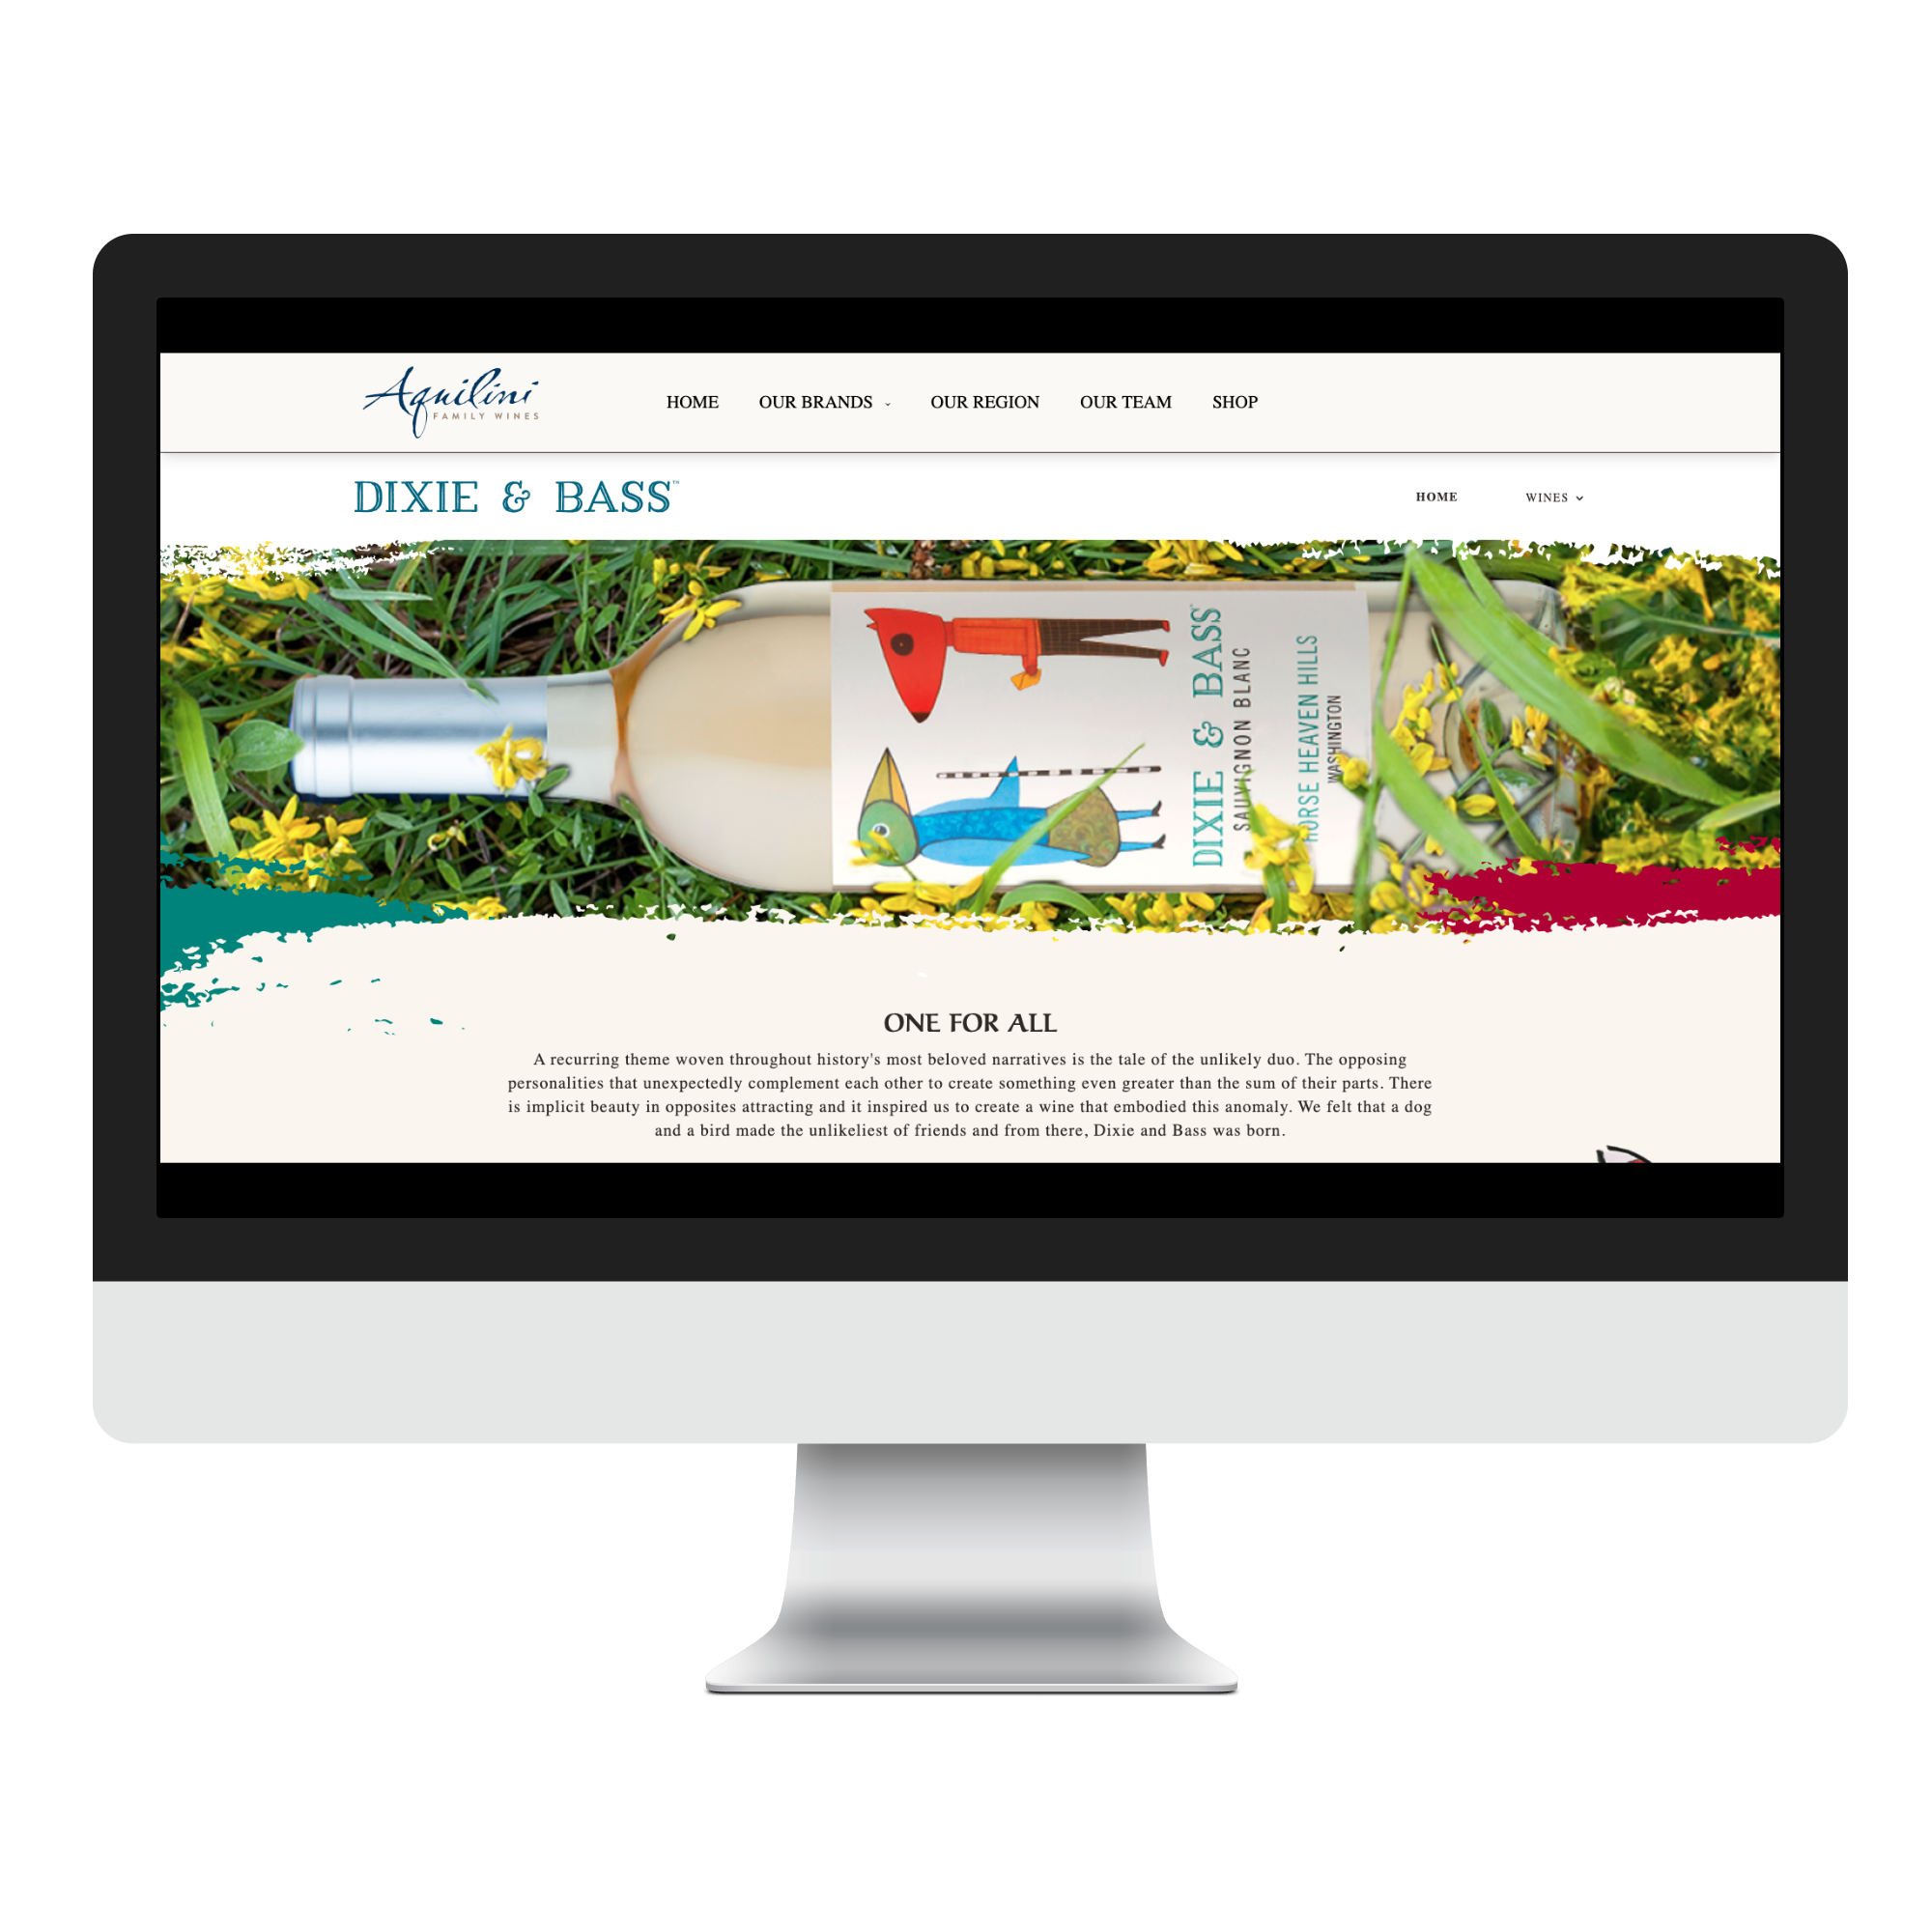 Aquilini
FAMILY WINES
HOME OUR BRANDS OUR REGION OUR TEAM SHOP
DIXIE & BASS™
HOME WINES
DIXIE & BASS
SAUVIGNON BLANC
HORSE HEAVEN HILLS
WASHINGTON
ONE FOR ALL
A recurring theme woven throughout history's most beloved narratives is the tale of the unlikely duo. The opposing
personalities that unexpectedly complement each other to create something even greater than the sum of their parts. There
is implicit beauty in opposites attracting and it inspired us to create a wine that embodied this anomaly. We felt that a dog
and a bird made the unlikeliest of friends and from there, Dixie and Bass was born.